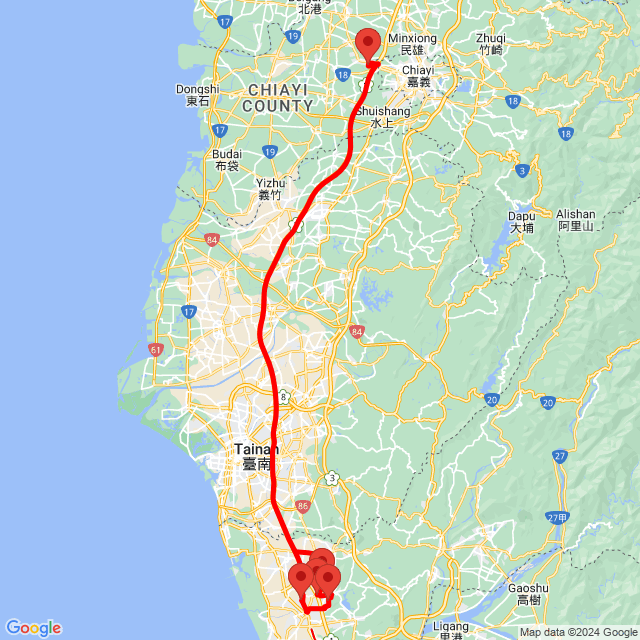 Beigang
北港
19
Minxiong
民雄
Zhuqi
竹崎
18
Chiayi
嘉義
Dongshi
東石
CHIAYI
COUNTY
18
Shuishang
水上
17
18
Budai
布袋
19
3
Yizhu
義竹
Dapu
大埔
Alishan
阿里山
84
17
84
61
8
20
20
Tainan
臺南
27
3
86
27甲
Gaoshu
高樹
Ligang
里港
Google
Map data ©2024 Google